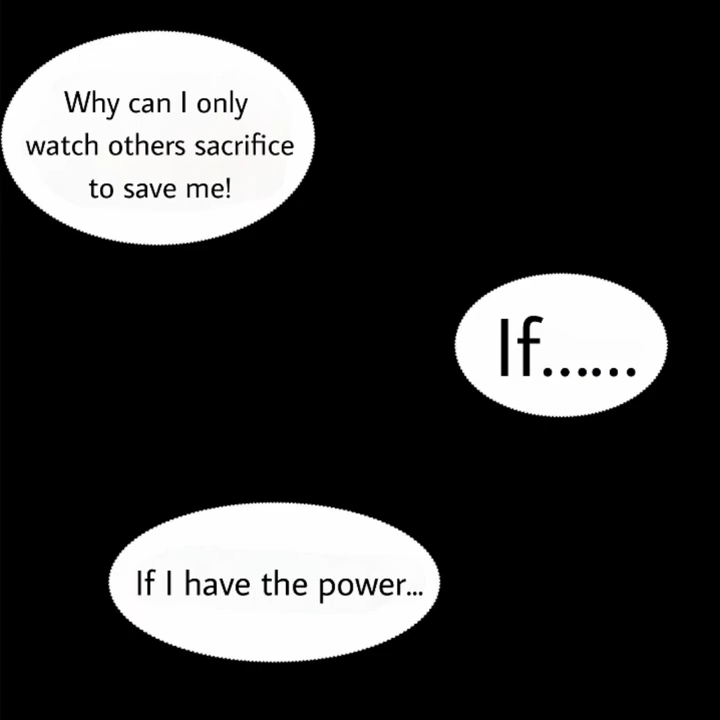 Why can I only
watch others sacrifice
to save me!
If......
If I have the power...